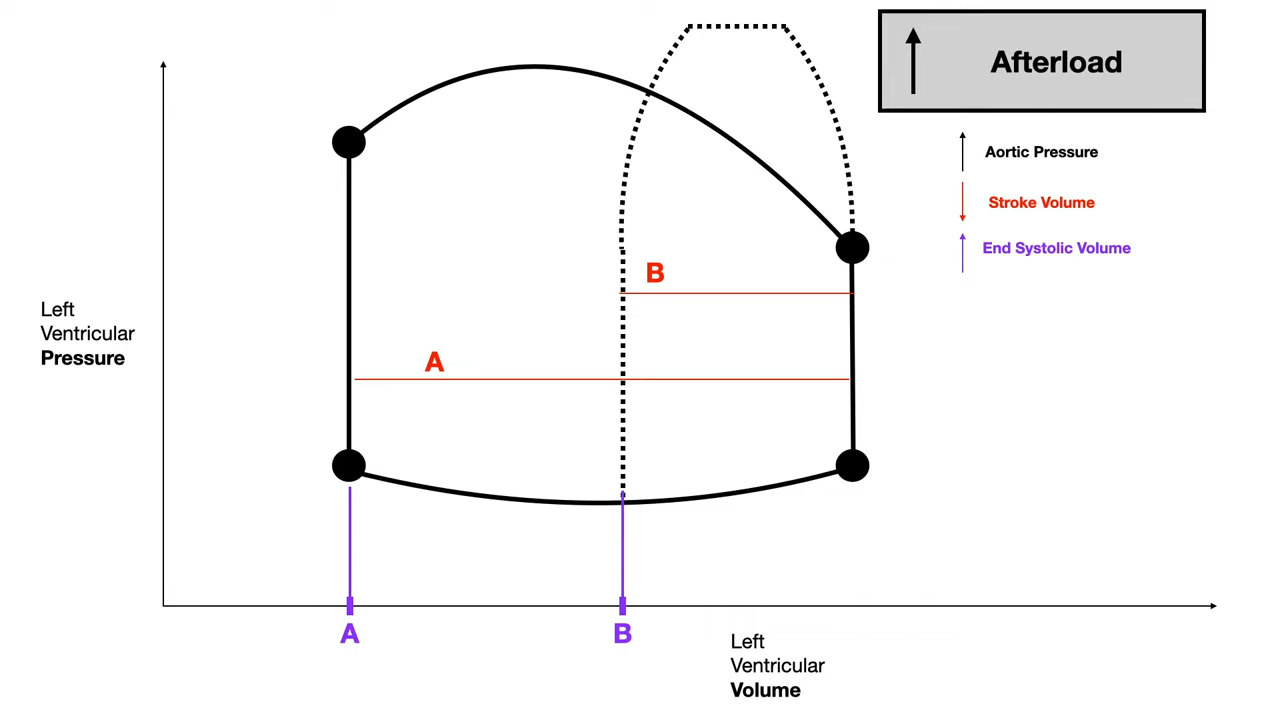 Afterload
Aortic Pressure
Stroke Volume
End Systolic Volume
B
A
Left
Ventricular
Pressure
A
B
Left
Ventricular
Volume